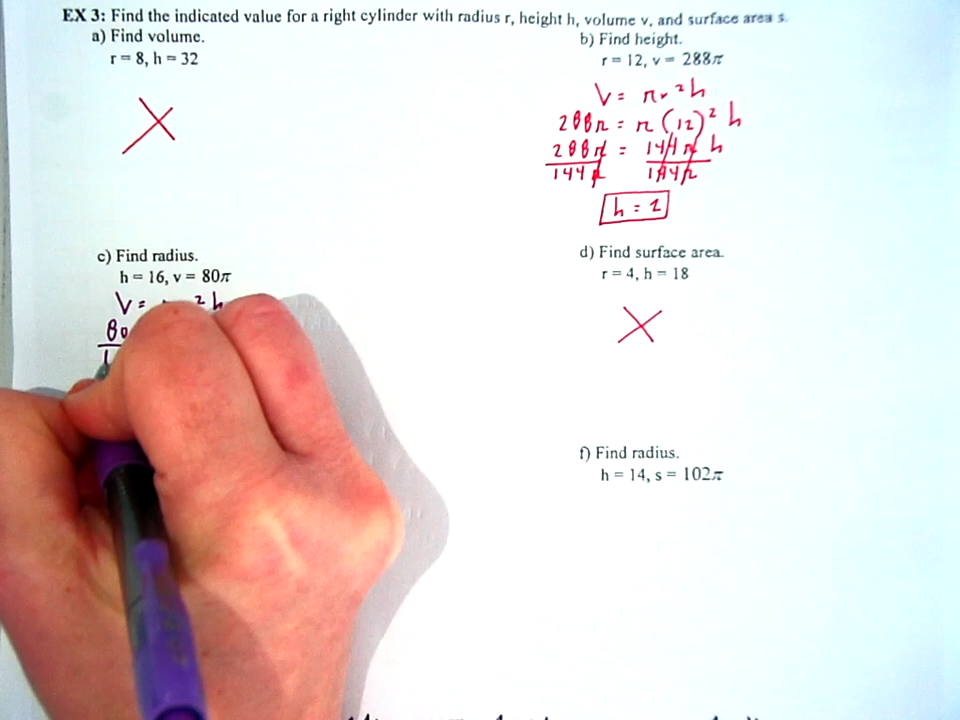 EX 3: Find the indicated value for a right cylinder with radius r, height h, volume v, and surface area s.
a) Find volume.
r = 8, h = 32
b) Find height.
r = 12, v = 288π
V = πr²h
288π = π(12)²h
288π = 144π h
144π 144π
h = 2
c) Find radius.
h = 16, v = 80π
V = ²h
80
d) Find surface area.
r = 4, h = 18
f) Find radius.
h = 14, s = 102π